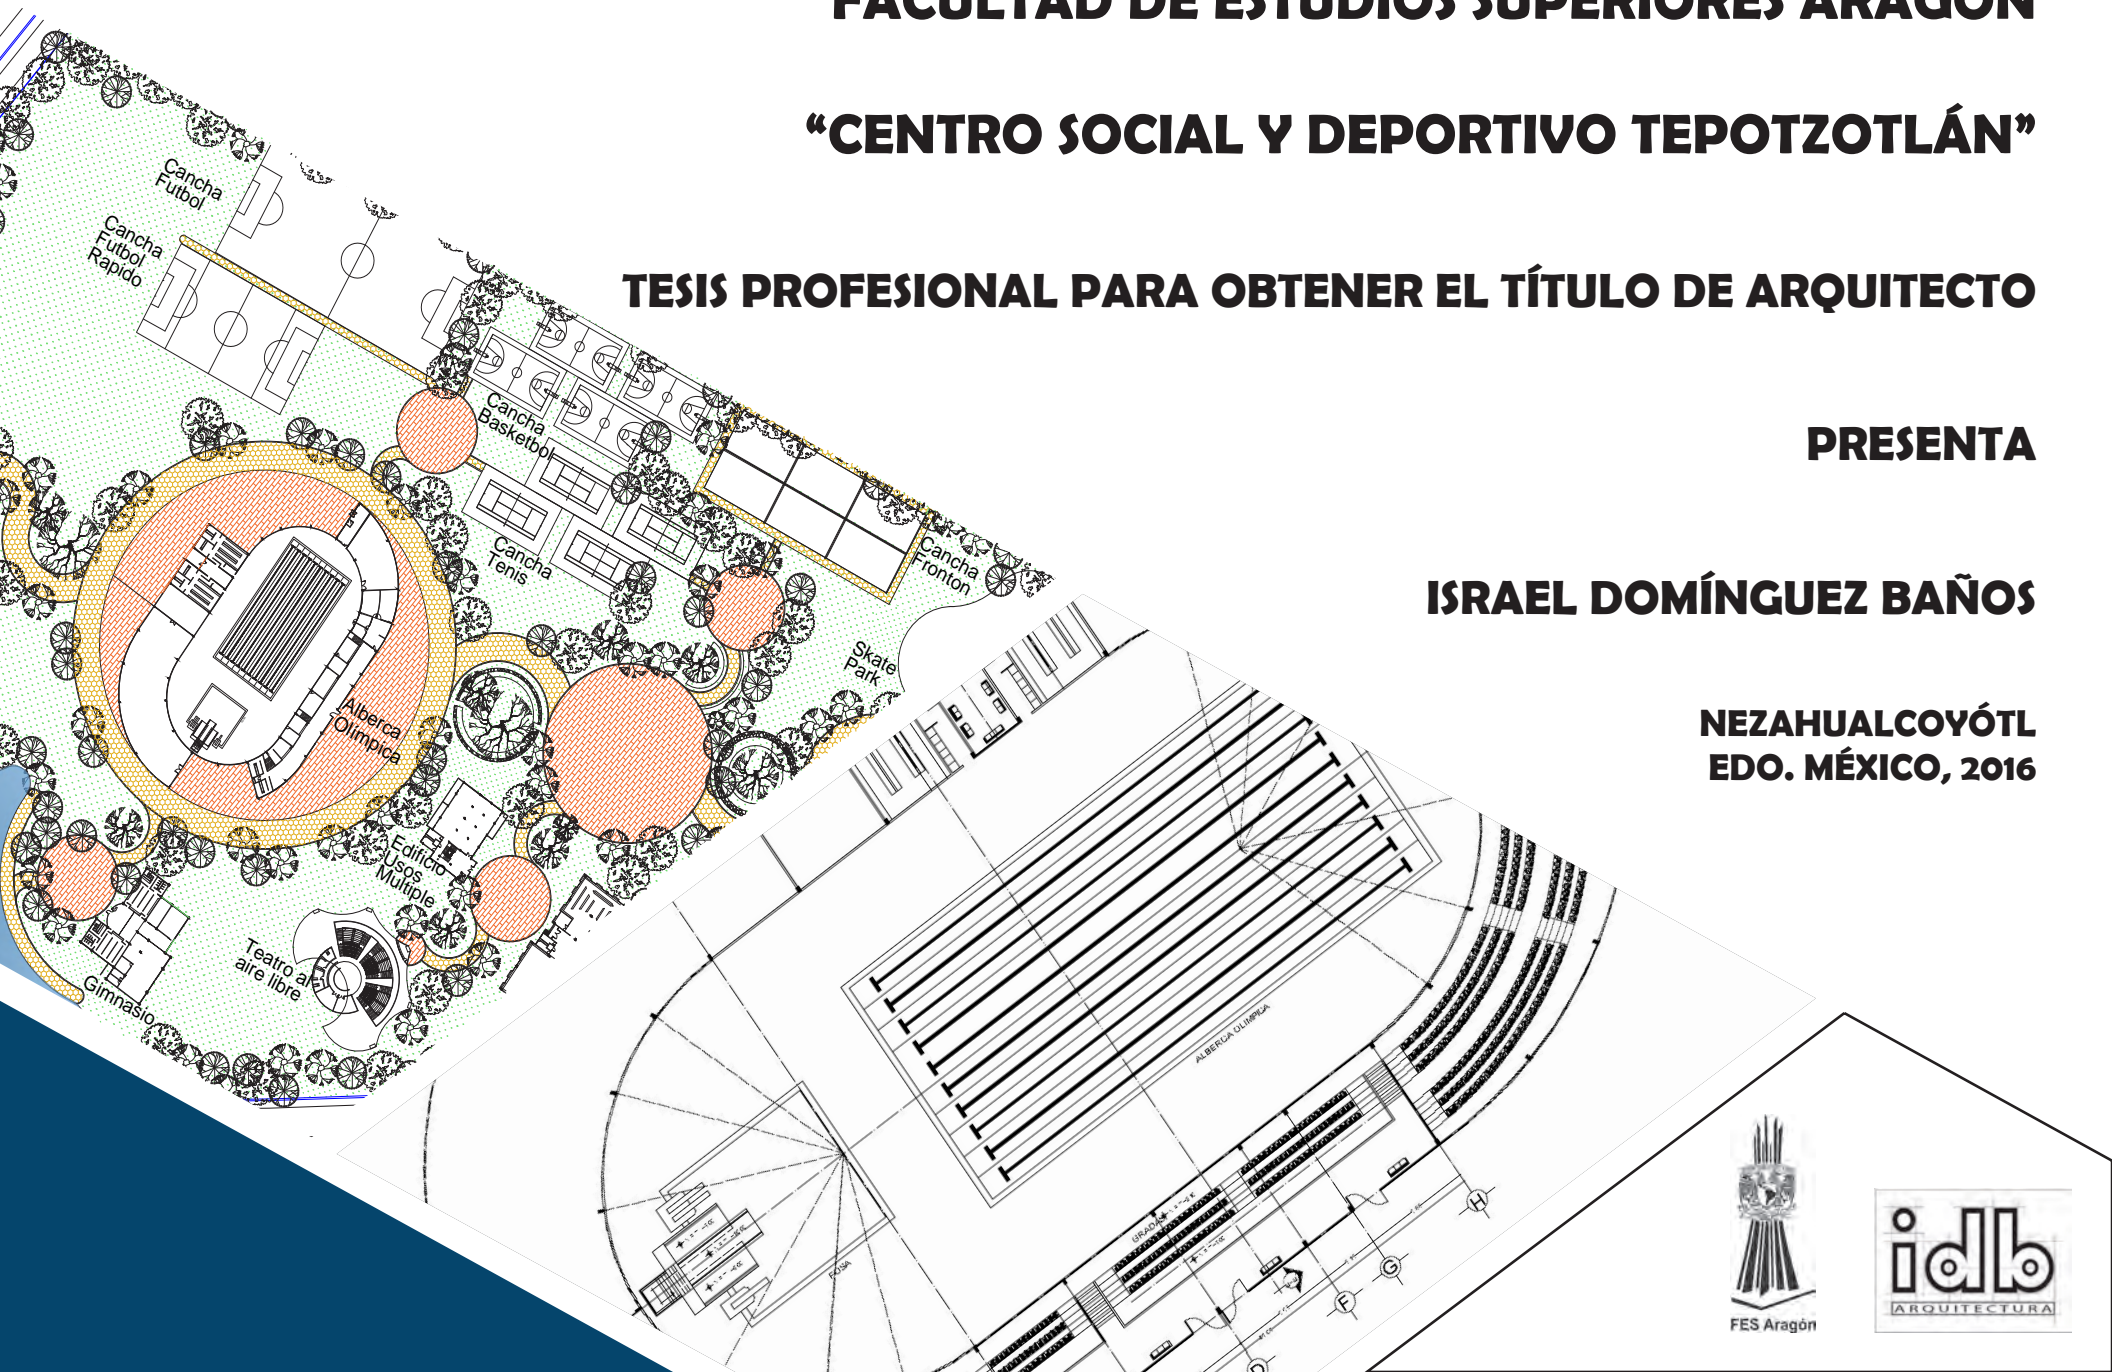 FACULTAD DE ESTUDIOS SUPERIORES ARAGÓN
“CENTRO SOCIAL Y DEPORTIVO TEPOTZOTLÁN”
TESIS PROFESIONAL PARA OBTENER EL TÍTULO DE ARQUITECTO
PRESENTA
ISRAEL DOMÍNGUEZ BAÑOS
NEZAHUALCOYÓTL
EDO. MÉXICO, 2016
Cancha
Futbol
Cancha
Futbol
Rapido
Cancha
Basketbol
Cancha
Tenis
Cancha
Fronton
Skate
Park
Alberca
Olimpica
Edificio
Usos
Multiple
Teatro al
aire libre
Gimnasio
ALBERCA OLIMPICA
GRADAS
FOSA
H
G
F
D
FES Aragón
idb
ARQUITECTURA